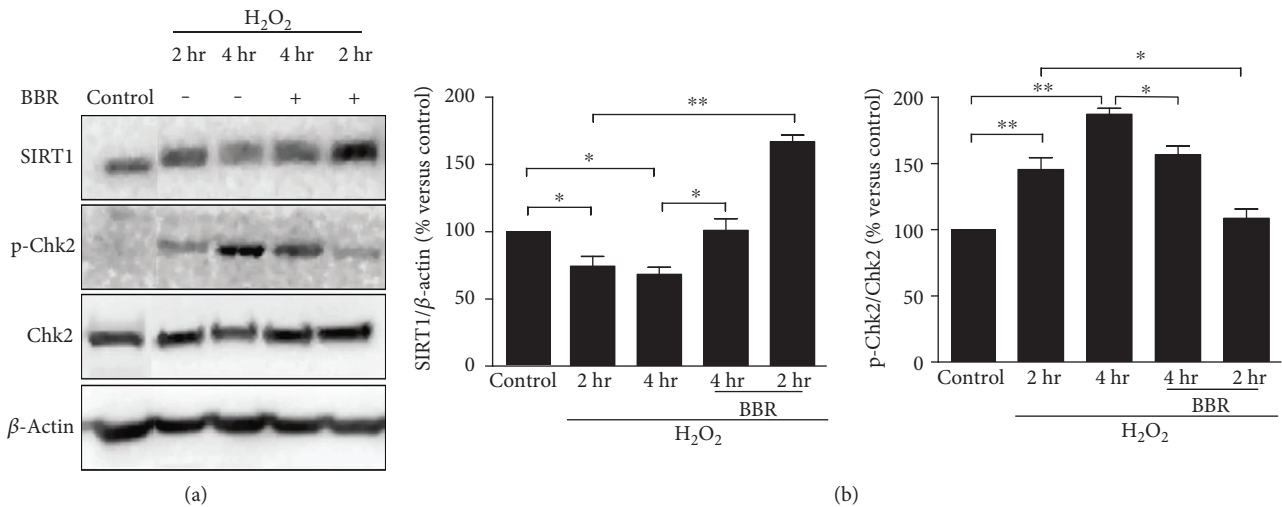 H₂O₂
2 hr 4 hr 4 hr 2 hr
BBR Control - - + +
SIRT1
p-Chk2
Chk2
β-Actin
(a)
SIRT1/β-actin (% versus control)
200
150
100
50
0
**
*
*
*
Control 2 hr 4 hr 4 hr 2 hr
BBR
H₂O₂
p-Chk2/Chk2 (% versus control)
200
150
100
50
0
*
** *
**
Control 2 hr 4 hr 4 hr 2 hr
BBR
H₂O₂
(b)